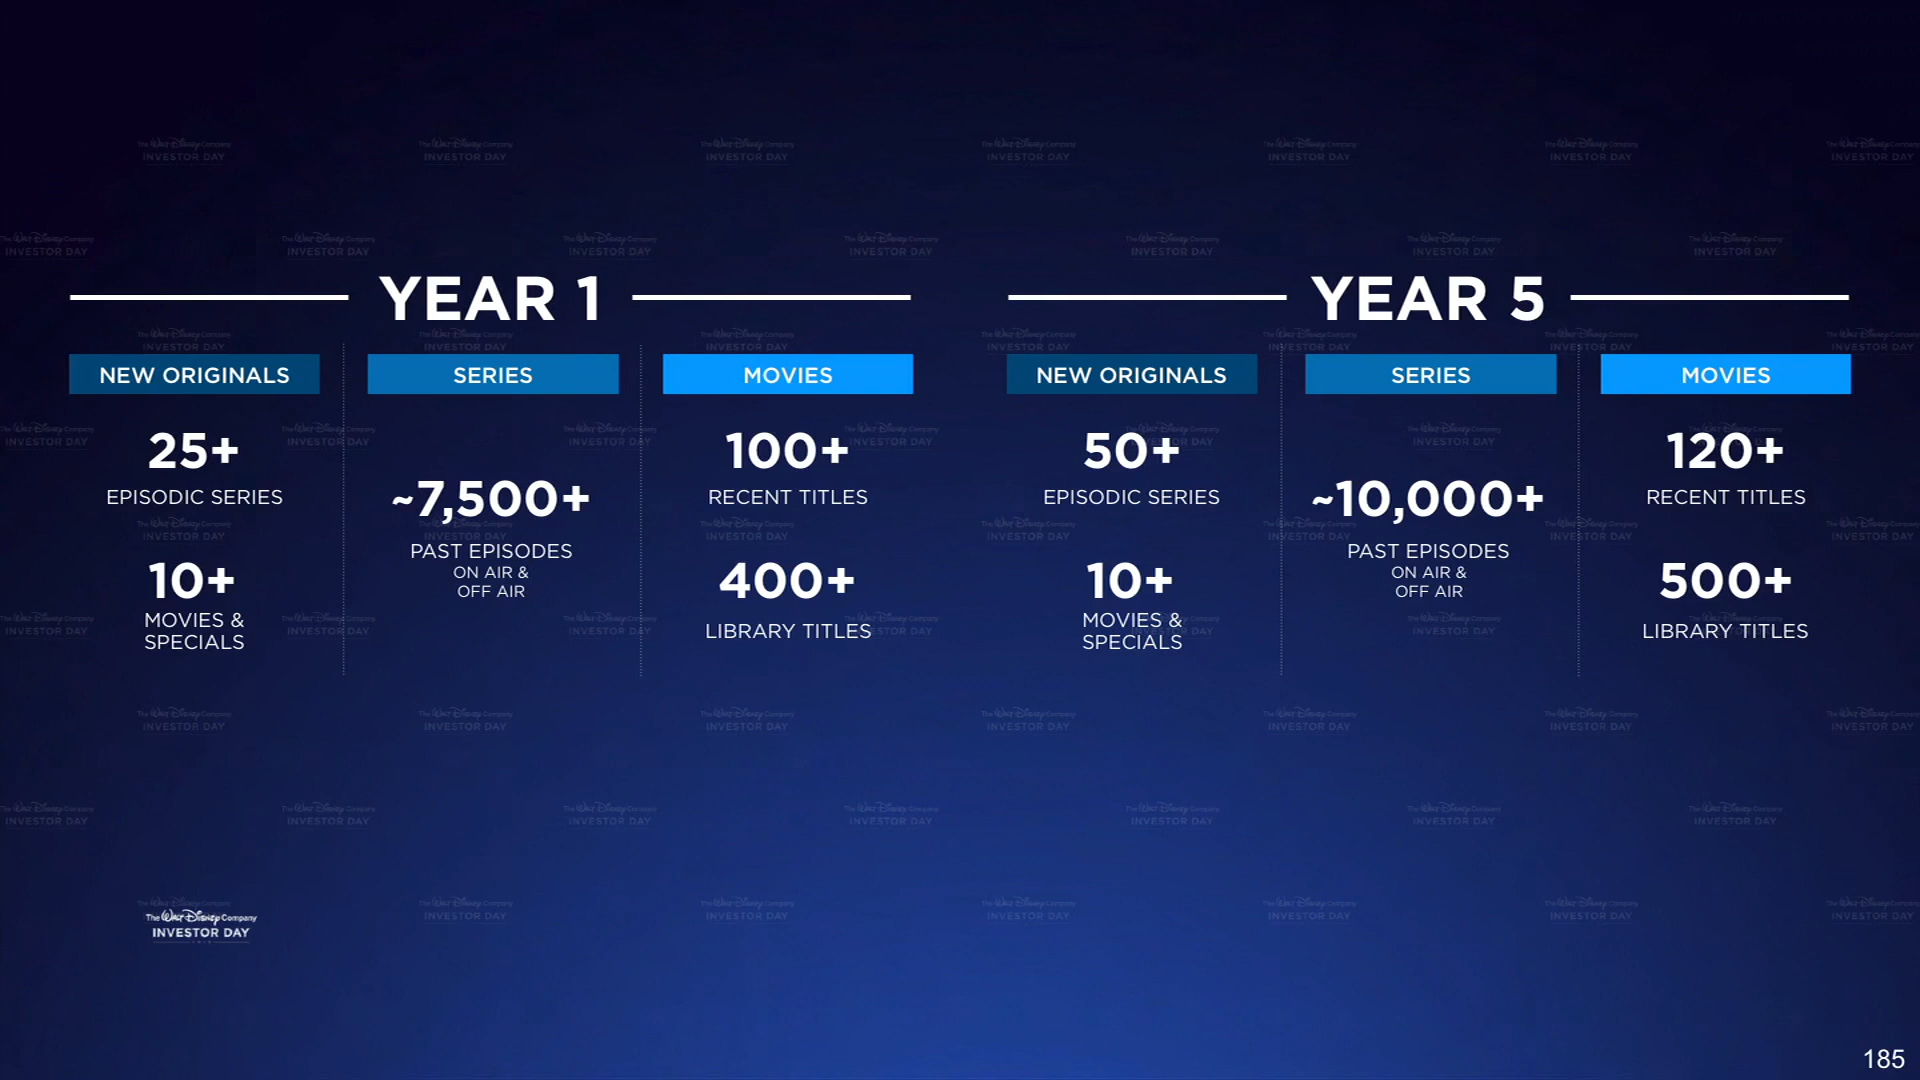 YEAR 1
NEW ORIGINALS
25+
EPISODIC SERIES
10+
MOVIES &
SPECIALS
SERIES
~7,500+
PAST EPISODES
ON AIR &
OFF AIR
MOVIES
100+
RECENT TITLES
400+
LIBRARY TITLES
YEAR 5
NEW ORIGINALS
50+
EPISODIC SERIES
10+
MOVIES &
SPECIALS
SERIES
~10,000+
PAST EPISODES
ON AIR &
OFF AIR
MOVIES
120+
RECENT TITLES
500+
LIBRARY TITLES
The Walt Disney Company
INVESTOR DAY
185